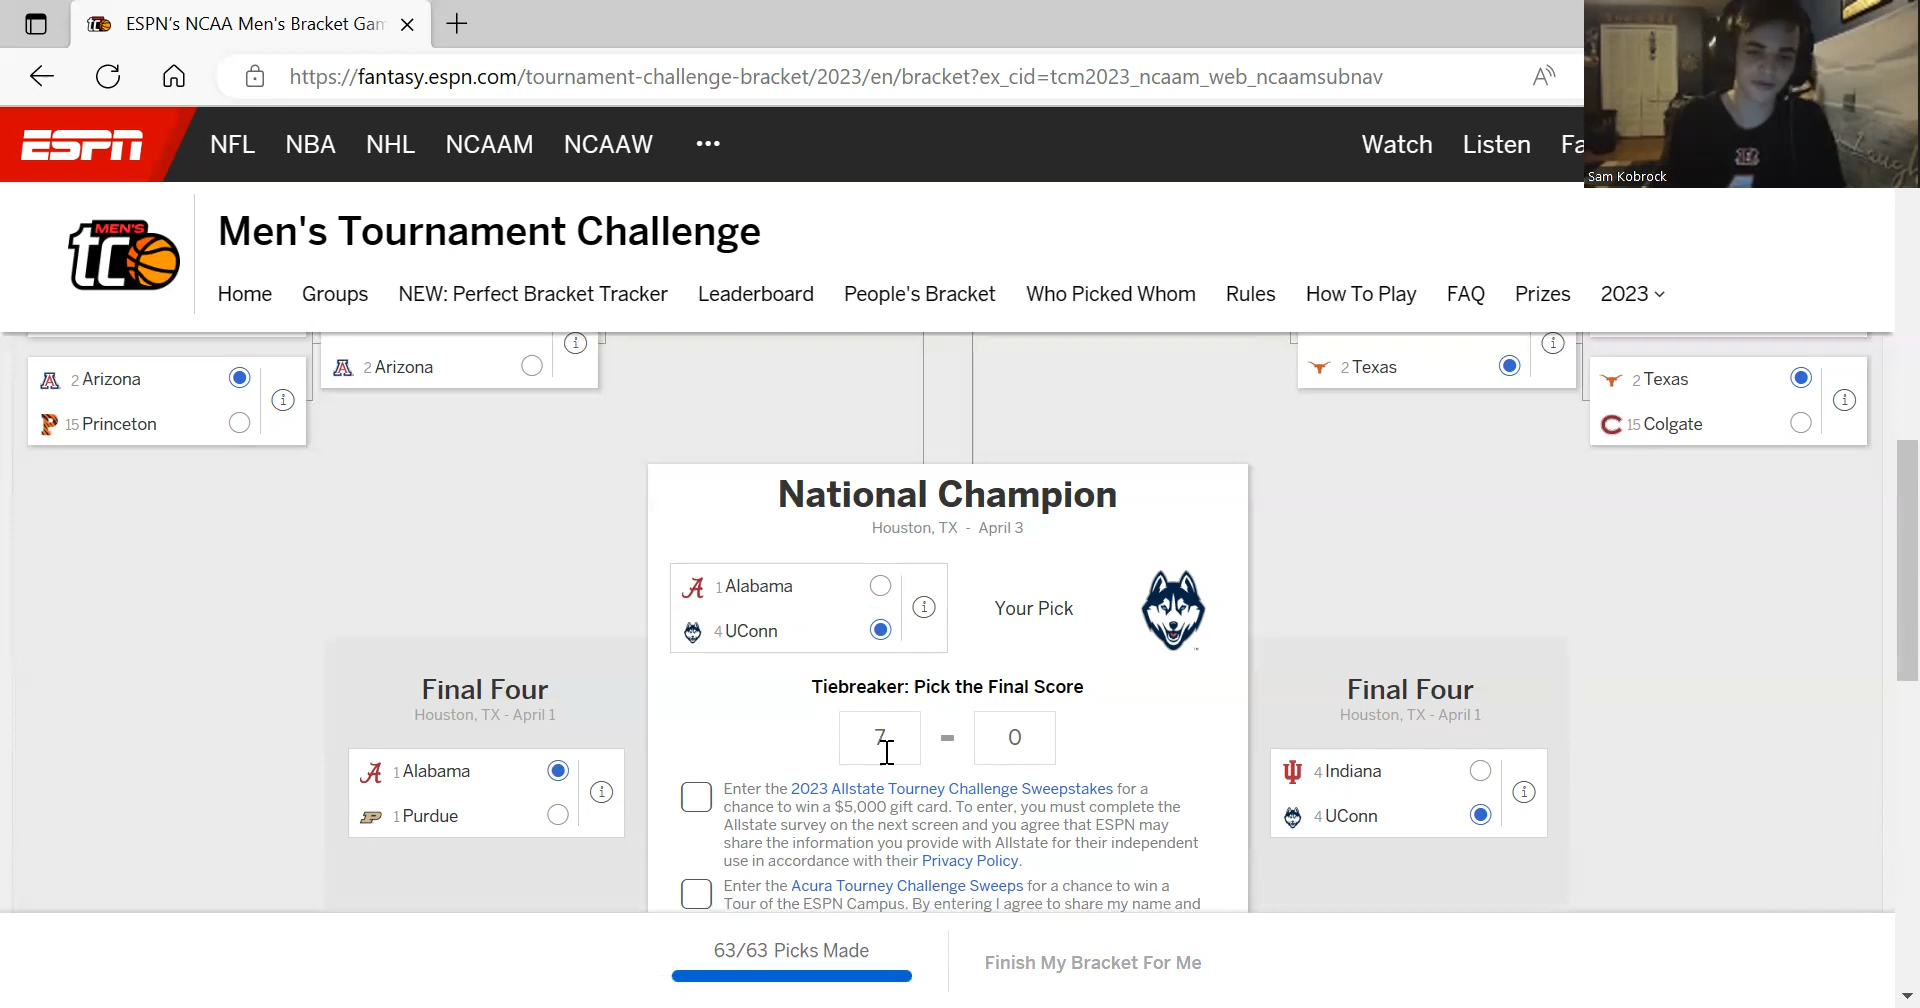 ESPN’s NCAA Men's Bracket Gam
https://fantasy.espn.com/tournament-challenge-bracket/2023/en/bracket?ex_cid=tcm2023_ncaam_web_ncaamsubnav
ESPN
NFL NBA NHL NCAAM NCAAW ••• Watch Listen Fa
Sam Kobrock
MEN'S
tc
Men's Tournament Challenge
Home Groups NEW: Perfect Bracket Tracker Leaderboard People's Bracket Who Picked Whom Rules How To Play FAQ Prizes 2023
2 Arizona
15 Princeton
2 Arizona
2 Texas
2 Texas
15 Colgate
National Champion
Houston, TX - April 3
1 Alabama
4 UConn
Your Pick
Tiebreaker: Pick the Final Score
7 - 0
Final Four
Houston, TX - April 1
1 Alabama
1 Purdue
Final Four
Houston, TX - April 1
4 Indiana
4 UConn
Enter the 2023 Allstate Tourney Challenge Sweepstakes for a
chance to win a $5,000 gift card. To enter, you must complete the
Allstate survey on the next screen and you agree that ESPN may
share the information you provide with Allstate for their independent
use in accordance with their Privacy Policy.
Enter the Acura Tourney Challenge Sweeps for a chance to win a
Tour of the ESPN Campus. By entering I agree to share my name and
63/63 Picks Made
Finish My Bracket For Me